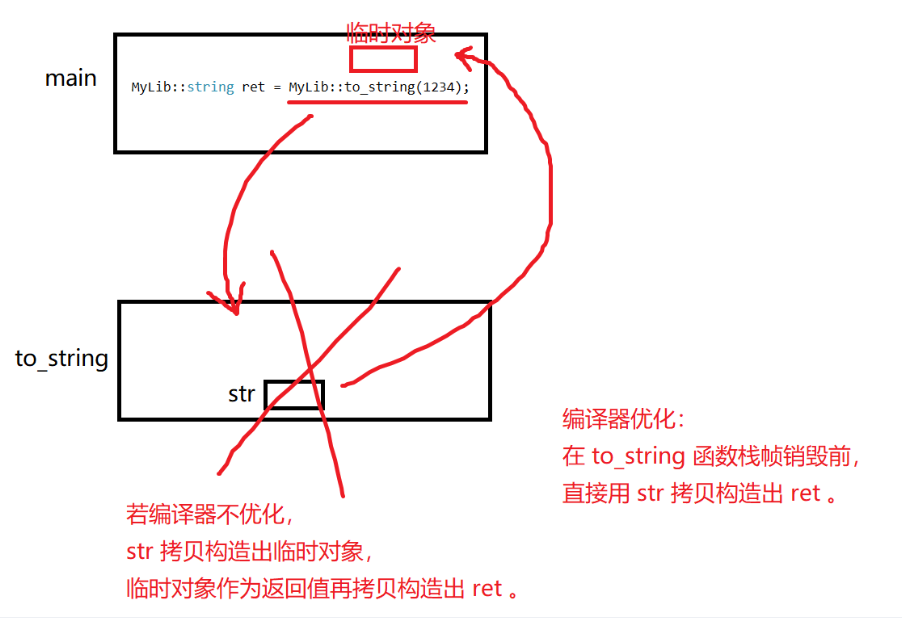 临时对象
main
MyLib::string ret = MyLib::to_string(1234);
to_string
str
编译器优化：
在 to_string 函数栈帧销毁前，
直接用 str 拷贝构造出 ret 。
若编译器不优化，
str 拷贝构造出临时对象，
临时对象作为返回值再拷贝构造出 ret 。